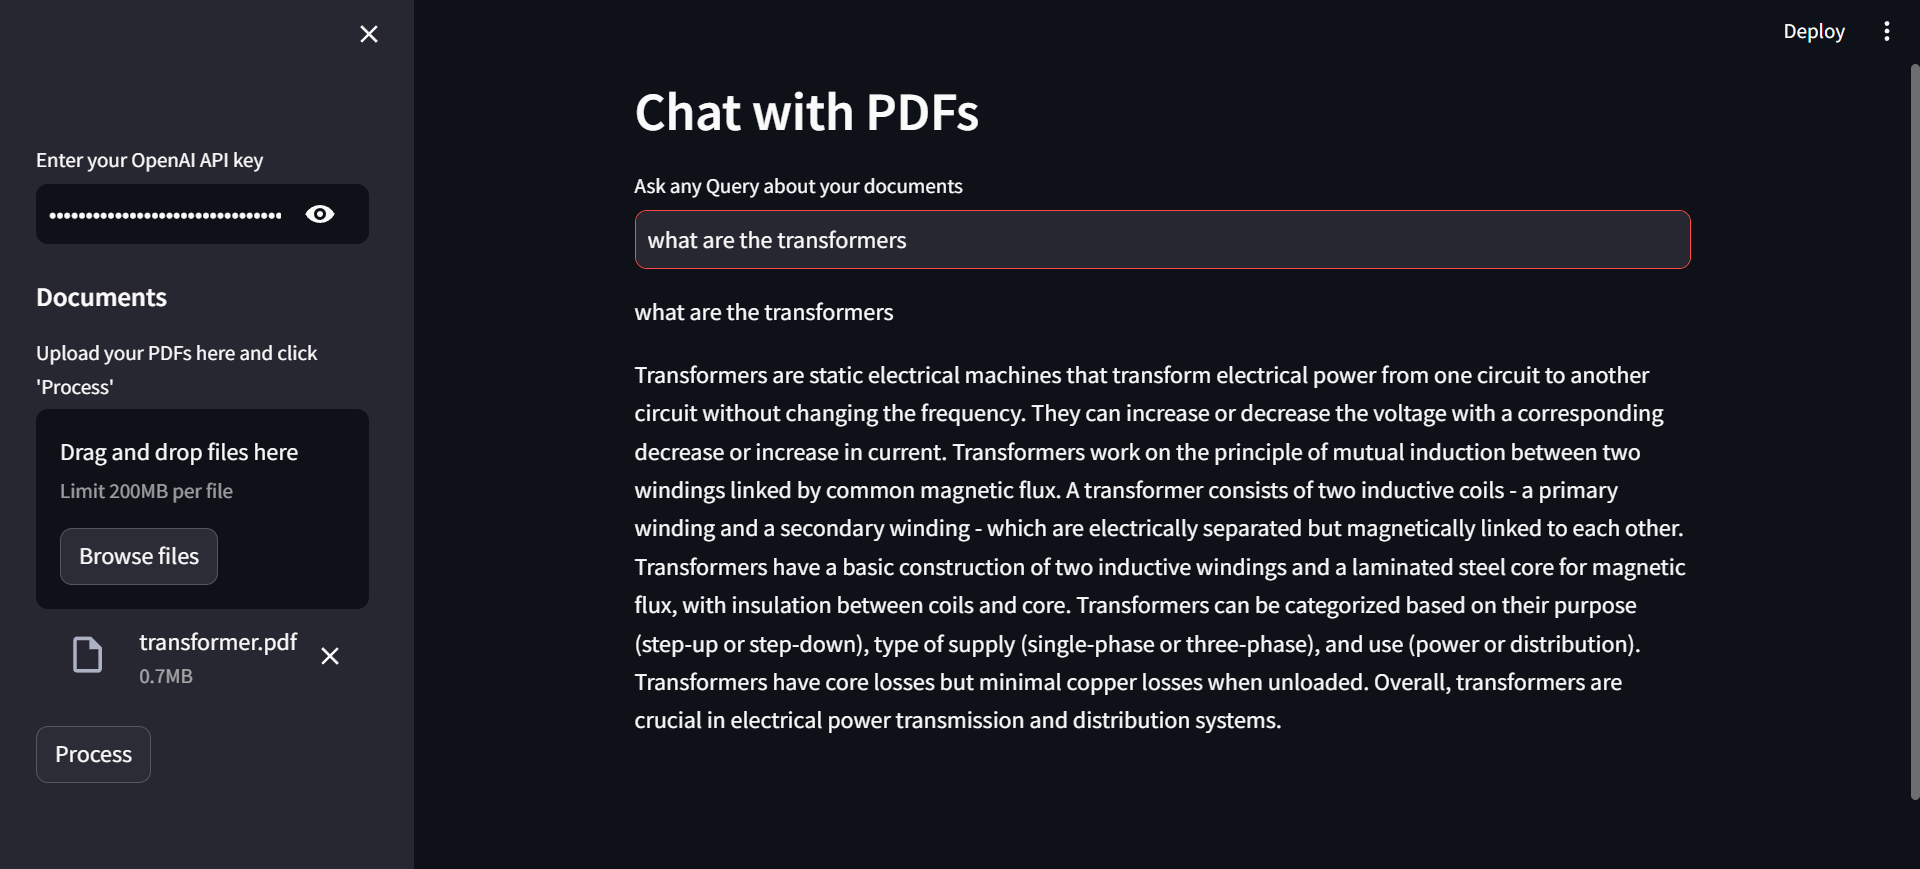 Enter your OpenAI API key
Documents
Upload your PDFs here and click
'Process'
Drag and drop files here
Limit 200MB per file
Browse files
transformer.pdf
0.7MB
Process
Deploy
Chat with PDFs
Ask any Query about your documents
what are the transformers
what are the transformers
Transformers are static electrical machines that transform electrical power from one circuit to another
circuit without changing the frequency. They can increase or decrease the voltage with a corresponding
decrease or increase in current. Transformers work on the principle of mutual induction between two
windings linked by common magnetic flux. A transformer consists of two inductive coils - a primary
winding and a secondary winding - which are electrically separated but magnetically linked to each other.
Transformers have a basic construction of two inductive windings and a laminated steel core for magnetic
flux, with insulation between coils and core. Transformers can be categorized based on their purpose
(step-up or step-down), type of supply (single-phase or three-phase), and use (power or distribution).
Transformers have core losses but minimal copper losses when unloaded. Overall, transformers are
crucial in electrical power transmission and distribution systems.